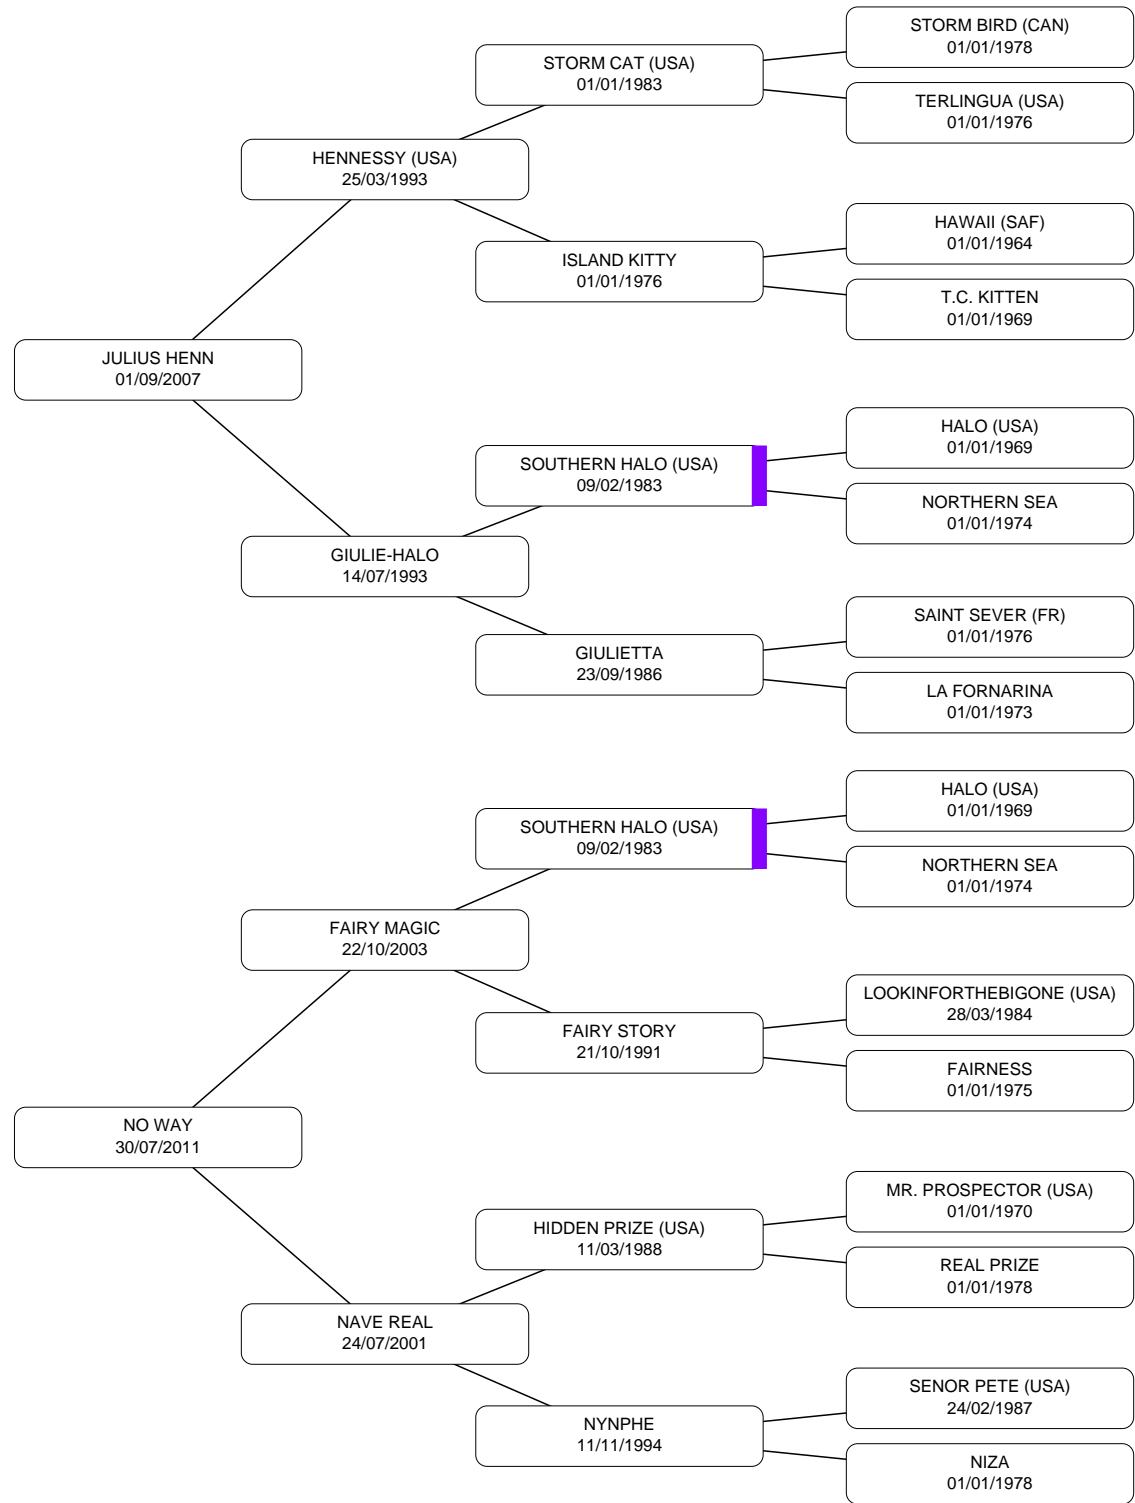 STORM BIRD (CAN)
01/01/1978
STORM CAT (USA)
01/01/1983
TERLINGUA (USA)
01/01/1976
HENNESSY (USA)
25/03/1993
HAWAII (SAF)
01/01/1964
ISLAND KITTY
01/01/1976
T.C. KITTEN
01/01/1969
JULIUS HENN
01/09/2007
HALO (USA)
01/01/1969
SOUTHERN HALO (USA)
09/02/1983
NORTHERN SEA
01/01/1974
GIULIE-HALO
14/07/1993
SAINT SEVER (FR)
01/01/1976
GIULIETTA
23/09/1986
LA FORNARINA
01/01/1973
HALO (USA)
01/01/1969
SOUTHERN HALO (USA)
09/02/1983
NORTHERN SEA
01/01/1974
FAIRY MAGIC
22/10/2003
LOOKINFORTHEBIGONE (USA)
28/03/1984
FAIRY STORY
21/10/1991
FAIRNESS
01/01/1975
NO WAY
30/07/2011
MR. PROSPECTOR (USA)
01/01/1970
HIDDEN PRIZE (USA)
11/03/1988
REAL PRIZE
01/01/1978
NAVE REAL
24/07/2001
SENOR PETE (USA)
24/02/1987
NYNPHE
11/11/1994
NIZA
01/01/1978